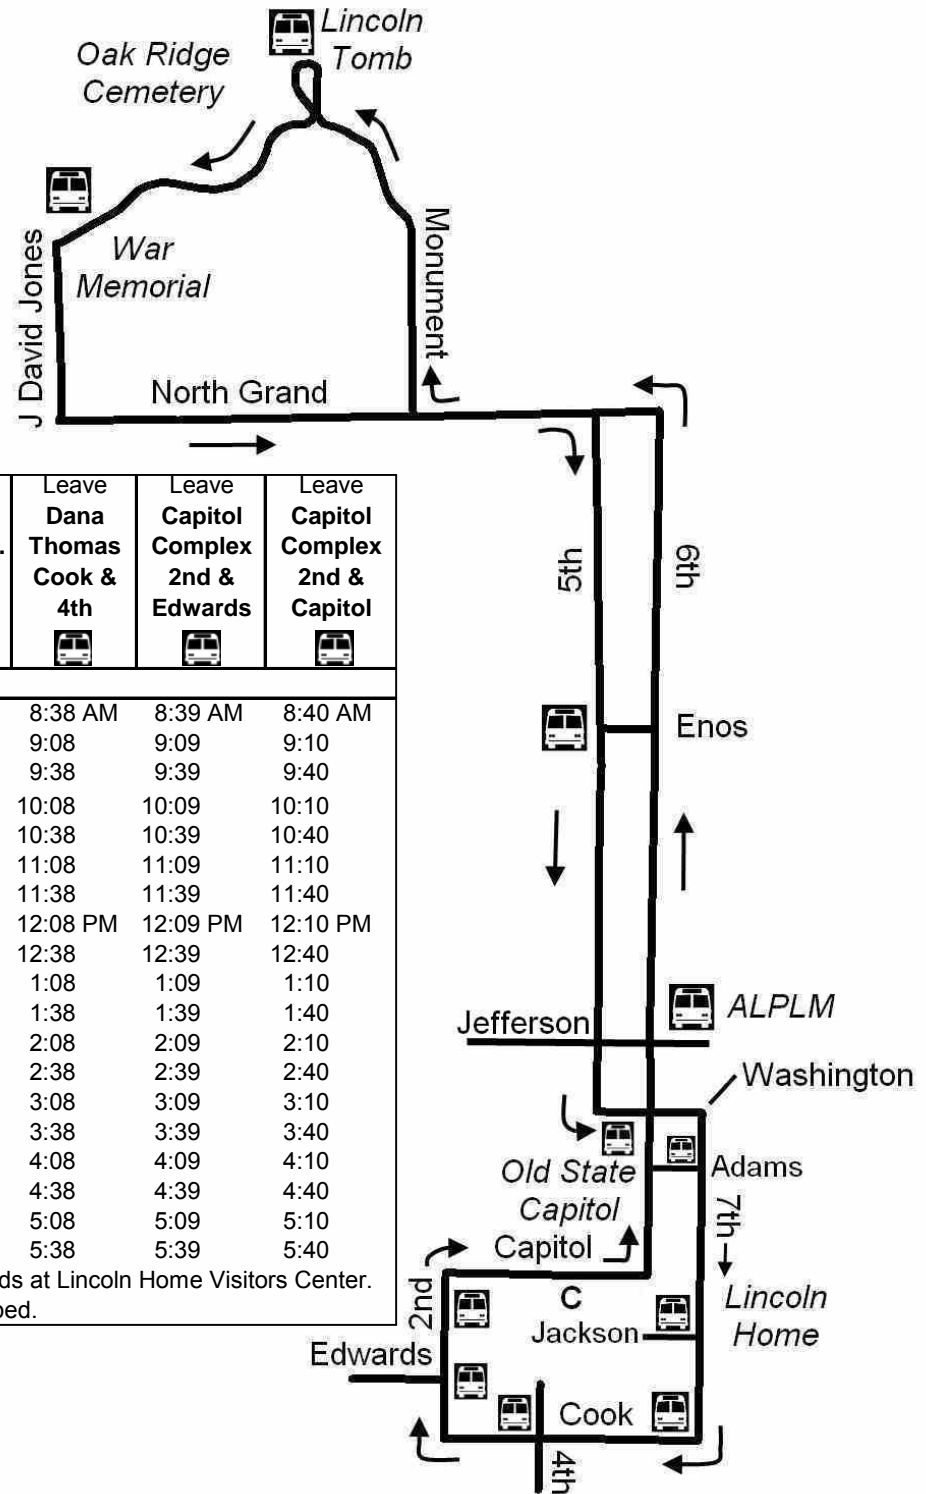 Lincoln
Tomb
Oak Ridge
Cemetery
War
Memorial
J David Jones
Monument
North Grand
5th
6th
Enos
. Leave Leave Leave
Dana Capitol Capitol
Thomas Complex Complex
Cook & 2nd & 2nd &
4th Edwards Capitol
8:38 AM 8:39 AM 8:40 AM
9:08 9:09 9:10
9:38 9:39 9:40
10:08 10:09 10:10
10:38 10:39 10:40
11:08 11:09 11:10
11:38 11:39 11:40
12:08 PM 12:09 PM 12:10 PM
12:38 12:39 12:40
1:08 1:09 1:10
1:38 1:39 1:40
2:08 2:09 2:10
2:38 2:39 2:40
3:08 3:09 3:10
3:38 3:39 3:40
4:08 4:09 4:10
4:38 4:39 4:40
5:08 5:09 5:10
5:38 5:39 5:40
ds at Lincoln Home Visitors Center.
ped.
ALPLM
Jefferson
Washington
Old State
Capitol
Adams
7th
Capitol
2nd
C
Lincoln
Home
Jackson
Edwards
Cook
4th